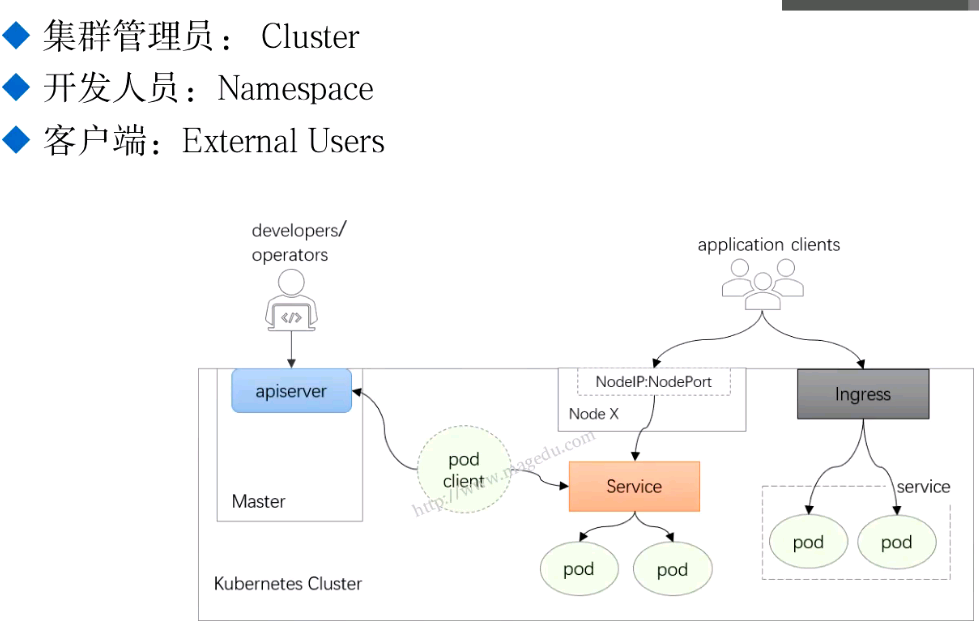 集群管理员： Cluster
开发人员：Namespace
客户端：External Users
developers/
operators
application clients
apiserver
NodeIP:NodePort
Node X
Ingress
pod
client
http://www.magedu.com
Service
service
Master
pod
pod
pod
pod
Kubernetes Cluster